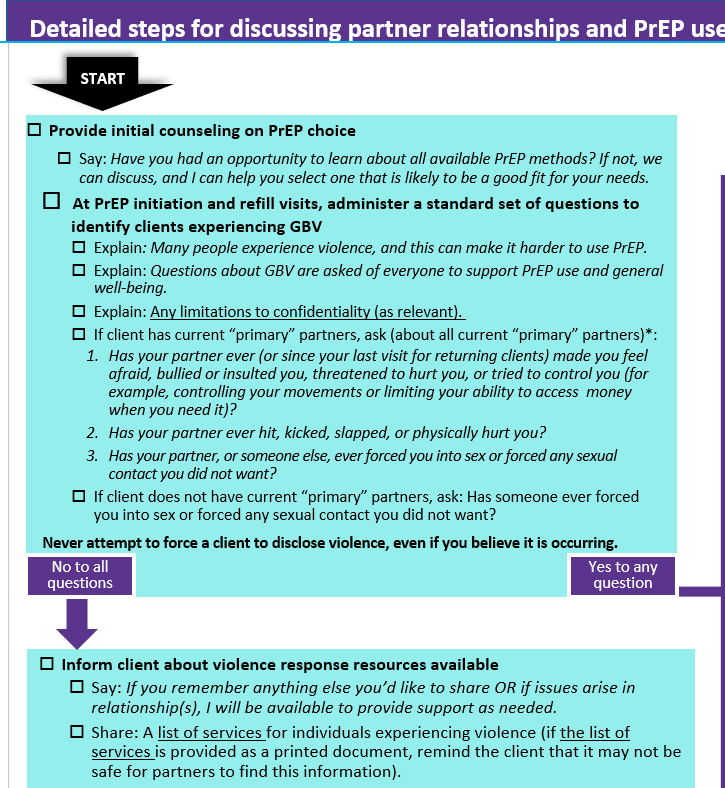 Detailed steps for discussing partner relationships and PrEP use
START
☐ Provide initial counseling on PrEP choice
☐ Say: Have you had an opportunity to learn about all available PrEP methods? If not, we
can discuss, and I can help you select one that is likely to be a good fit for your needs.
☐ At PrEP initiation and refill visits, administer a standard set of questions to
identify clients experiencing GBV
☐ Explain: Many people experience violence, and this can make it harder to use PrEP.
☐ Explain: Questions about GBV are asked of everyone to support PrEP use and general
well-being.
☐ Explain: Any limitations to confidentiality (as relevant).
☐ If client has current “primary” partners, ask (about all current “primary” partners)*:
1. Has your partner ever (or since your last visit for returning clients) made you feel
afraid, bullied or insulted you, threatened to hurt you, or tried to control you (for
example, controlling your movements or limiting your ability to access money
when you need it)?
2. Has your partner ever hit, kicked, slapped, or physically hurt you?
3. Has your partner, or someone else, ever forced you into sex or forced any sexual
contact you did not want?
☐ If client does not have current “primary” partners, ask: Has someone ever forced
you into sex or forced any sexual contact you did not want?
Never attempt to force a client to disclose violence, even if you believe it is occurring.
No to all
questions
Yes to any
question
☐ Inform client about violence response resources available
☐ Say: If you remember anything else you’d like to share OR if issues arise in
relationship(s), I will be available to provide support as needed.
☐ Share: A list of services for individuals experiencing violence (if the list of
services is provided as a printed document, remind the client that it may not be
safe for partners to find this information).